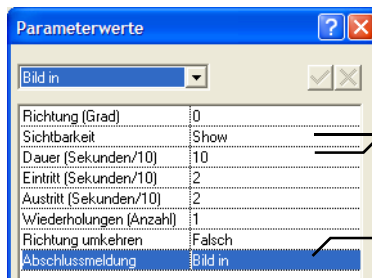 Parameterwerte
Bild in
Richtung (Grad) 0
Sichtbarkeit Show
Dauer (Sekunden/10) 10
Eintritt (Sekunden/10) 2
Austritt (Sekunden/10) 2
Wiederholungen (Anzahl) 1
Richtung umkehren Falsch
Abschlussmeldung Bild in